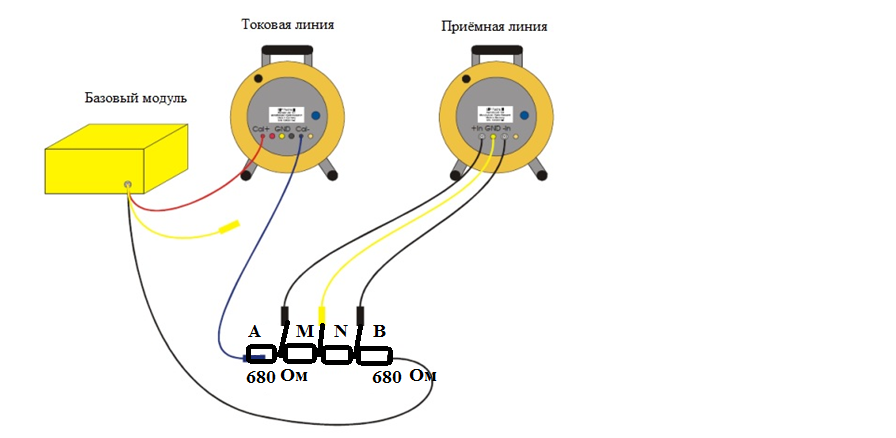 Токовая линия
Приёмная линия
Базовый модуль
Cal+ GND Cal-
+In GND -In
A M N B
680 Ом 680 Ом